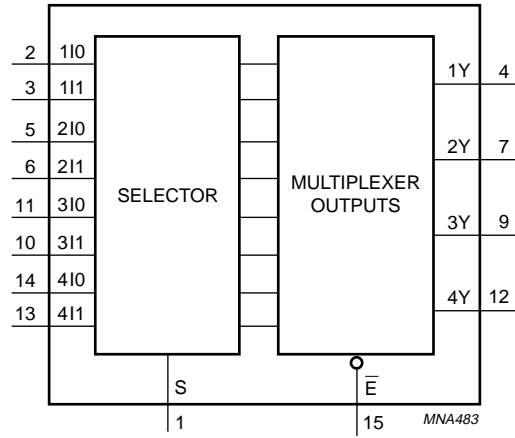 2 1I0
3 1I1
5 2I0
6 2I1
11 3I0
10 3I1
14 4I0
13 4I1
SELECTOR
MULTIPLEXER
OUTPUTS
1Y 4
2Y 7
3Y 9
4Y 12
S
1
E̅
15
MNA483